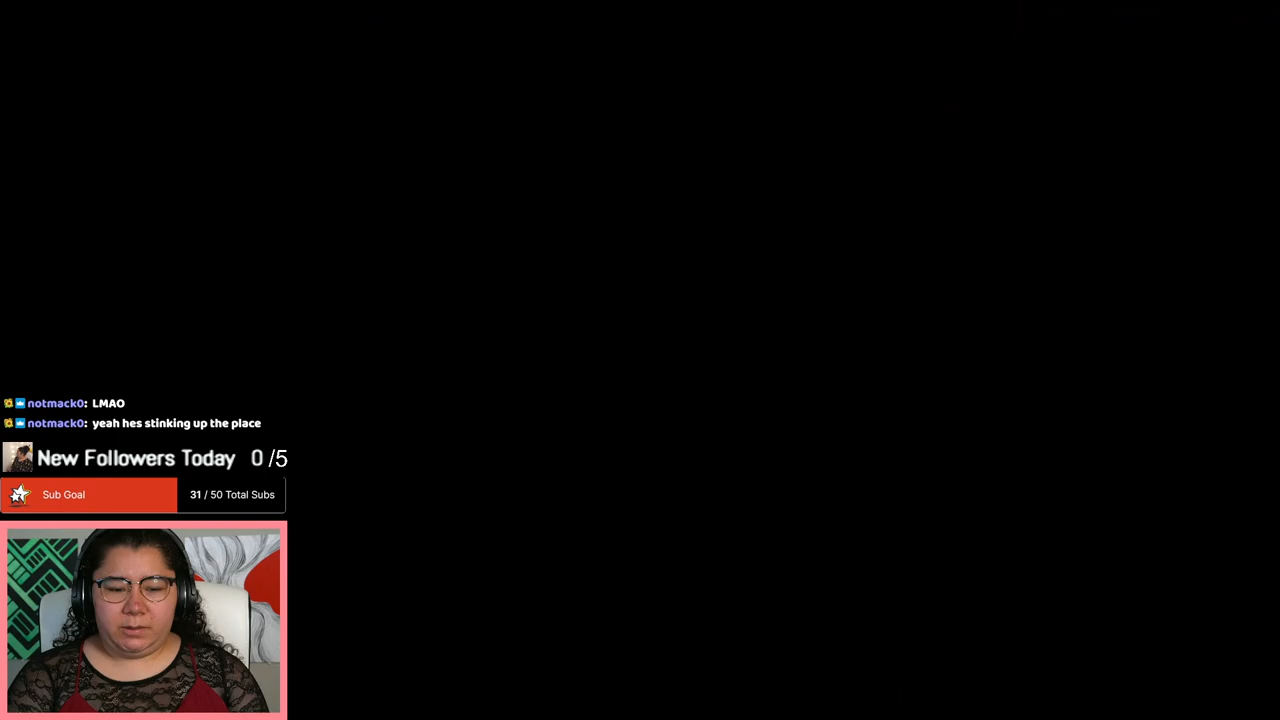 notmack0: LMAO
notmack0: yeah hes stinking up the place
New Followers Today 0 /5
Sub Goal 31 / 50 Total Subs